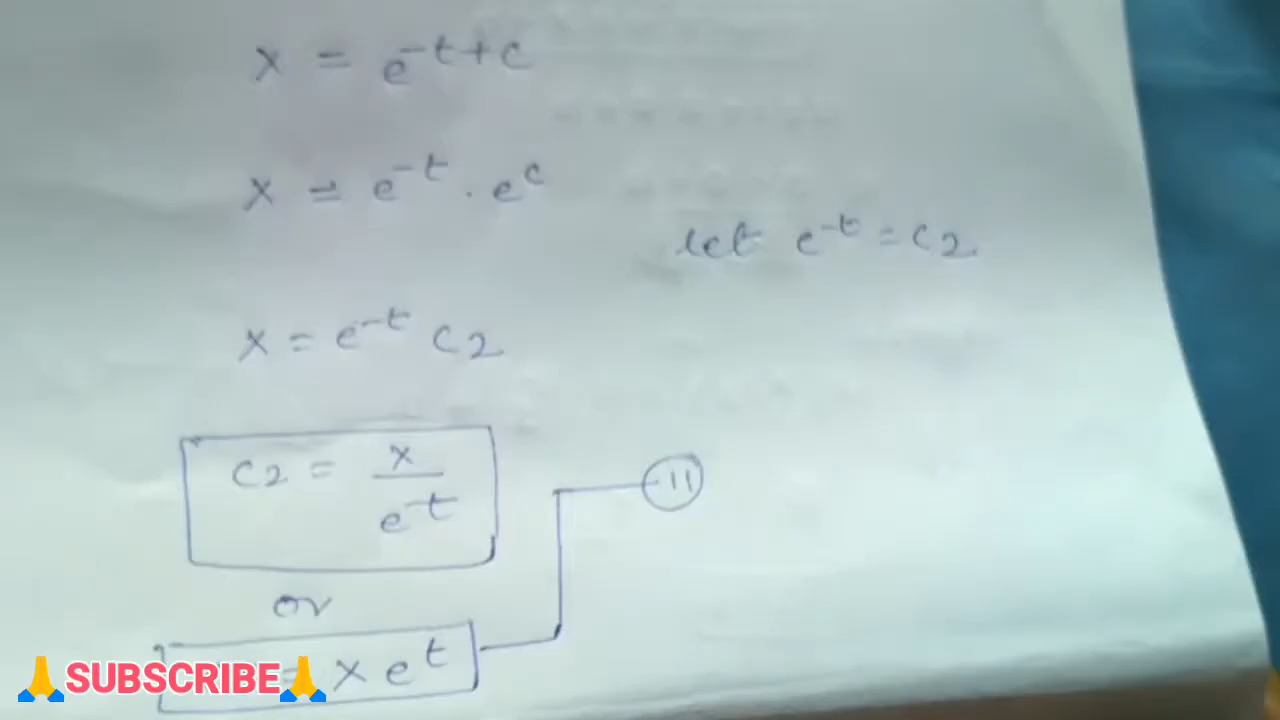 x = e^-t+c
x = e^-t . e^c
let e^-t = c2
x = e^-t c2
c2 = x / e^-t
11
or
= x e^t
🙏SUBSCRIBE🙏